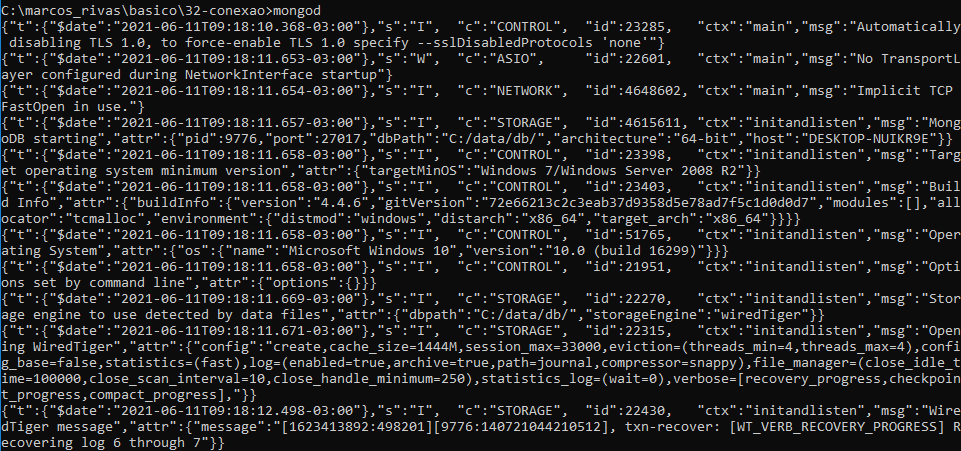 C:\marcos_rivas\basico\32-conexao>mongod
{"t":{"$date":"2021-06-11T09:18:10.368-03:00"},"s":"I",  "c":"CONTROL",  "id":23285,   "ctx":"main","msg":"Automatically
 disabling TLS 1.0, to force-enable TLS 1.0 specify --sslDisabledProtocols 'none'"}
{"t":{"$date":"2021-06-11T09:18:11.653-03:00"},"s":"W",  "c":"ASIO",     "id":22601,   "ctx":"main","msg":"No TransportL
ayer configured during NetworkInterface startup"}
{"t":{"$date":"2021-06-11T09:18:11.654-03:00"},"s":"I",  "c":"NETWORK",  "id":4648602, "ctx":"main","msg":"Implicit TCP
FastOpen in use."}
{"t":{"$date":"2021-06-11T09:18:11.657-03:00"},"s":"I",  "c":"STORAGE",  "id":4615611, "ctx":"initandlisten","msg":"Mong
oDB starting","attr":{"pid":9776,"port":27017,"dbPath":"C:/data/db/","architecture":"64-bit","host":"DESKTOP-NUIKR9E"}}
{"t":{"$date":"2021-06-11T09:18:11.658-03:00"},"s":"I",  "c":"CONTROL",  "id":23398,   "ctx":"initandlisten","msg":"Targ
et operating system minimum version","attr":{"targetMinOS":"Windows 7/Windows Server 2008 R2"}}
{"t":{"$date":"2021-06-11T09:18:11.658-03:00"},"s":"I",  "c":"CONTROL",  "id":23403,   "ctx":"initandlisten","msg":"Buil
d Info","attr":{"buildInfo":{"version":"4.4.6","gitVersion":"72e66213c2c3eab37d9358d5e78ad7f5c1d0d0d7","modules":[],"all
ocator":"tcmalloc","environment":{"distmod":"windows","distarch":"x86_64","target_arch":"x86_64"}}}}
{"t":{"$date":"2021-06-11T09:18:11.658-03:00"},"s":"I",  "c":"CONTROL",  "id":51765,   "ctx":"initandlisten","msg":"Oper
ating System","attr":{"os":{"name":"Microsoft Windows 10","version":"10.0 (build 16299)"}}}
{"t":{"$date":"2021-06-11T09:18:11.658-03:00"},"s":"I",  "c":"CONTROL",  "id":21951,   "ctx":"initandlisten","msg":"Opti
ons set by command line","attr":{"options":{}}}
{"t":{"$date":"2021-06-11T09:18:11.669-03:00"},"s":"I",  "c":"STORAGE",  "id":22270,   "ctx":"initandlisten","msg":"Stor
age engine to use detected by data files","attr":{"dbpath":"C:/data/db/","storageEngine":"wiredTiger"}}
{"t":{"$date":"2021-06-11T09:18:11.671-03:00"},"s":"I",  "c":"STORAGE",  "id":22315,   "ctx":"initandlisten","msg":"Open
ing WiredTiger","attr":{"config":"create,cache_size=1444M,session_max=33000,eviction=(threads_min=4,threads_max=4),confi
g_base=false,statistics=(fast),log=(enabled=true,archive=true,path=journal,compressor=snappy),file_manager=(close_idle_t
ime=100000,close_scan_interval=10,close_handle_minimum=250),statistics_log=(wait=0),verbose=[recovery_progress,checkpoin
t_progress,compact_progress],"}}
{"t":{"$date":"2021-06-11T09:18:12.498-03:00"},"s":"I",  "c":"STORAGE",  "id":22430,   "ctx":"initandlisten","msg":"Wire
dTiger message","attr":{"message":"[1623413892:498201][9776:140721044210512], txn-recover: [WT_VERB_RECOVERY_PROGRESS] R
ecovering log 6 through 7"}}